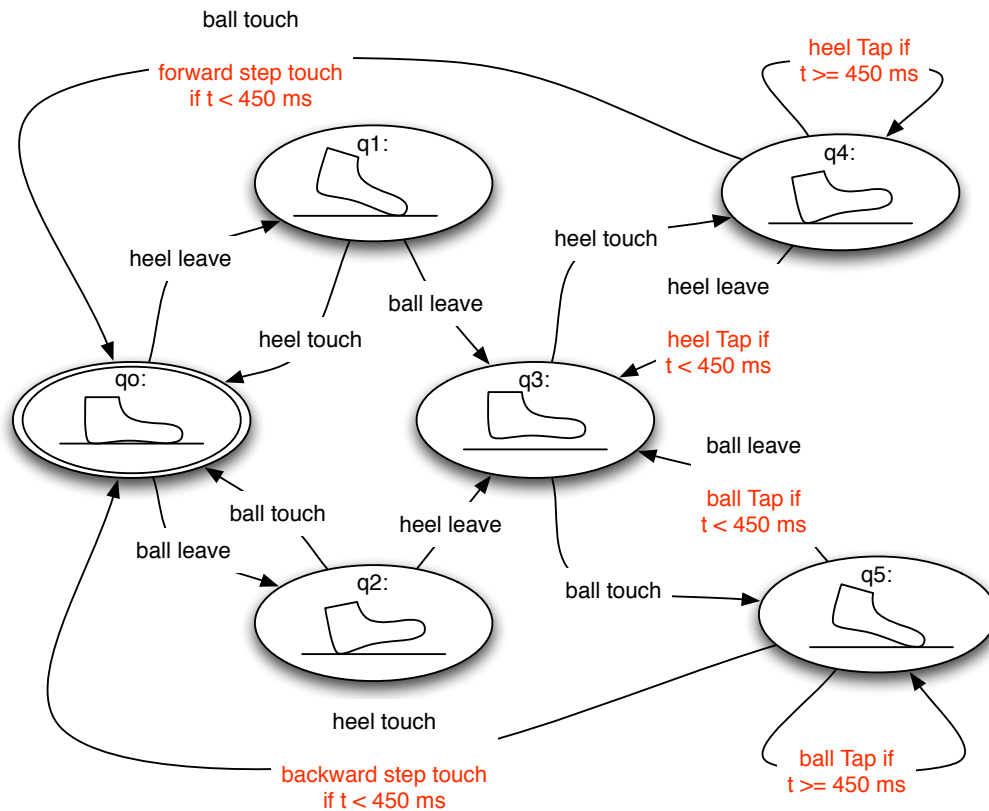 ball touch
forward step touch
if t < 450 ms
heel Tap if
t >= 450 ms
q1:
q4:
heel leave
heel touch
ball leave
heel leave
heel touch
heel Tap if
t < 450 ms
qo:
q3:
ball leave
ball touch
heel leave
ball Tap if
t < 450 ms
ball leave
q2:
ball touch
q5:
heel touch
backward step touch
if t < 450 ms
ball Tap if
t >= 450 ms